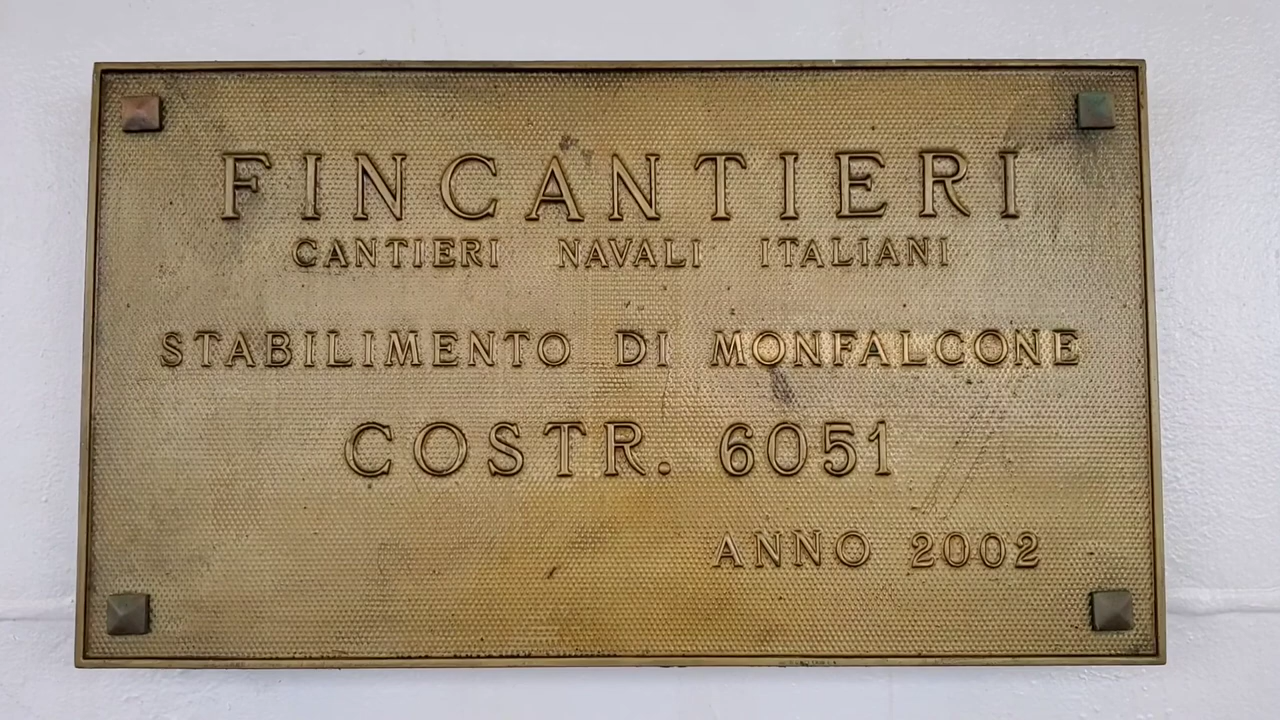 FINCANTIERI
CANTIERI NAVALI ITALIANI
STABILIMENTO DI MONFALCONE
COSTR. 6051
ANNO 2002